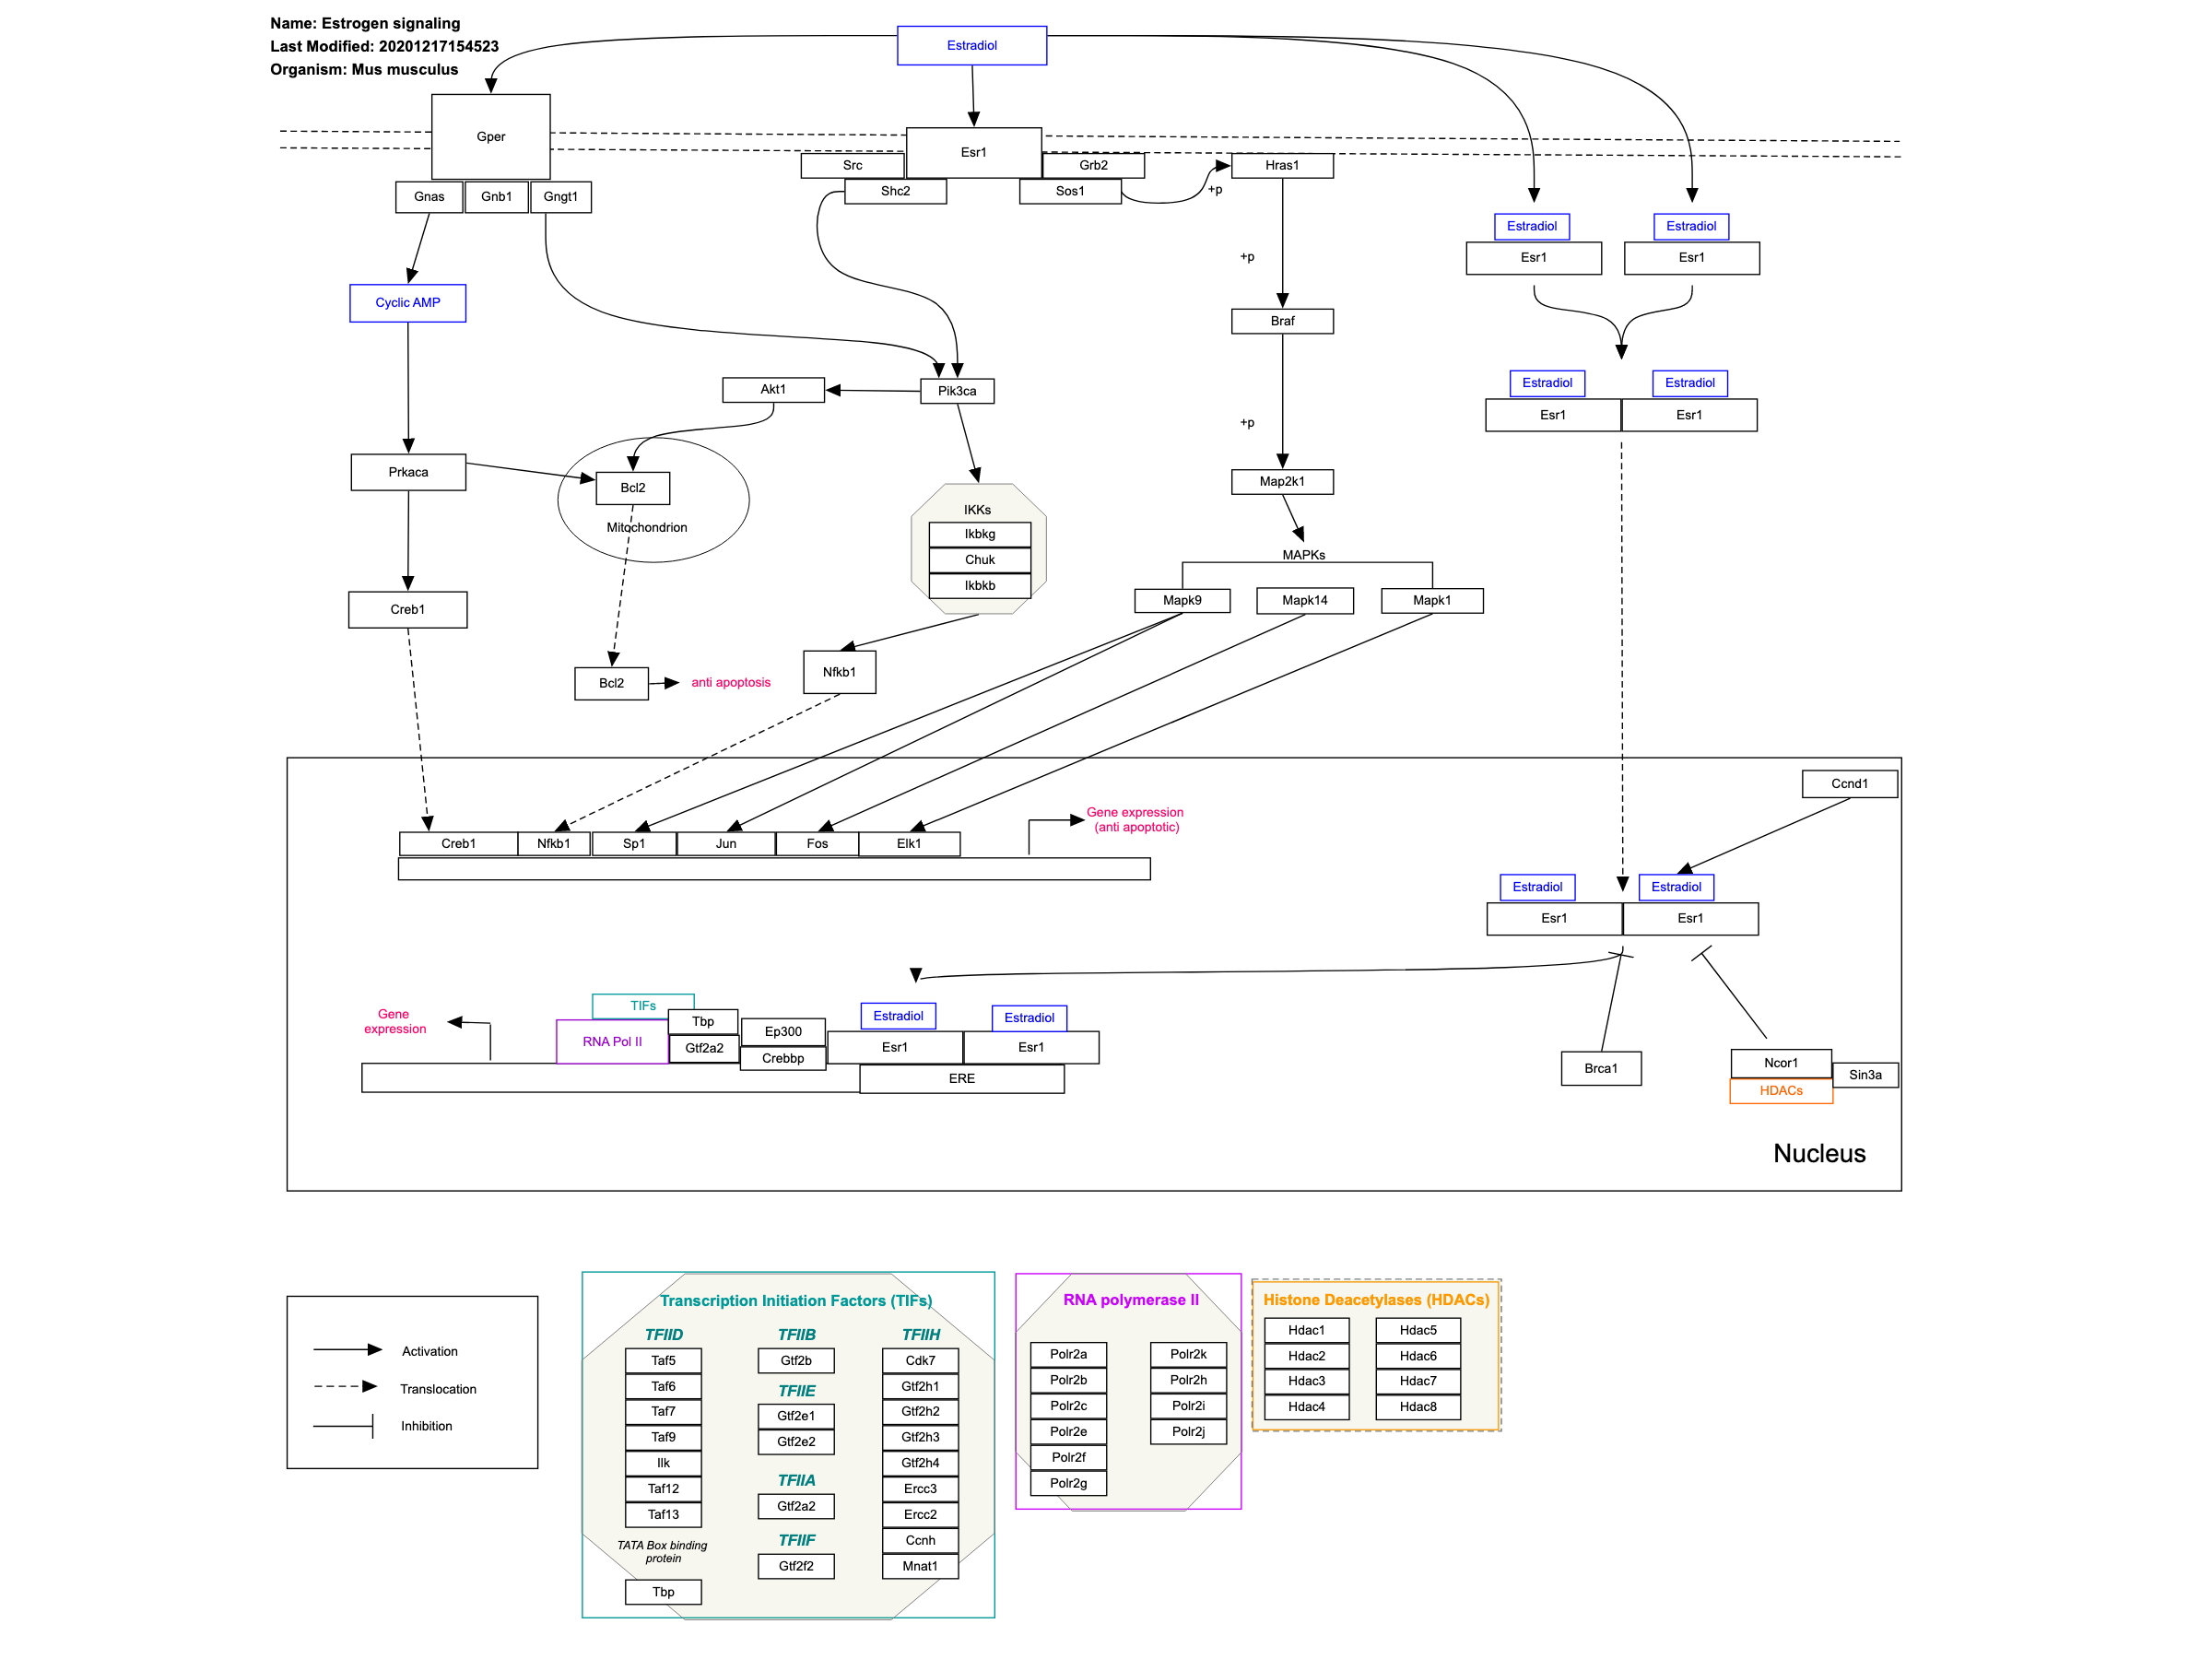 Name: Estrogen signaling
Last Modified: 20201217154523
Organism: Mus musculus
Estradiol
Gper
Esr1
Src
Grb2
Hras1
Shc2
Sos1
+p
Gnas
Gnb1
Gngt1
Estradiol
Estradiol
Esr1
Esr1
+p
Cyclic AMP
Braf
Akt1
Pik3ca
Estradiol
Estradiol
Esr1
Esr1
+p
Prkaca
Bcl2
Mitochondrion
Map2k1
IKKs
Ikbkg
Chuk
Ikbkb
MAPKs
Mapk9
Mapk14
Mapk1
Creb1
Nfkb1
Bcl2
anti apoptosis
Ccnd1
Gene expression
(anti apoptotic)
Creb1
Nfkb1
Sp1
Jun
Fos
Elk1
Estradiol
Estradiol
Esr1
Esr1
Gene
expression
TIFs
RNA Pol II
Tbp
Gtf2a2
Ep300
Crebbp
Estradiol
Estradiol
Esr1
Esr1
ERE
Brca1
Ncor1
Sin3a
HDACs
Nucleus
Activation
Translocation
Inhibition
Transcription Initiation Factors (TIFs)
TFIID
Taf5
Taf6
Taf7
Taf9
Ilk
Taf12
Taf13
TATA Box binding
protein
Tbp
TFIIB
Gtf2b
TFIIE
Gtf2e1
Gtf2e2
TFIIA
Gtf2a2
TFIIF
Gtf2f2
TFIIH
Cdk7
Gtf2h1
Gtf2h2
Gtf2h3
Gtf2h4
Ercc3
Ercc2
Ccnh
Mnat1
RNA polymerase II
Polr2a
Polr2b
Polr2c
Polr2e
Polr2f
Polr2g
Polr2k
Polr2h
Polr2i
Polr2j
Histone Deacetylases (HDACs)
Hdac1
Hdac2
Hdac3
Hdac4
Hdac5
Hdac6
Hdac7
Hdac8